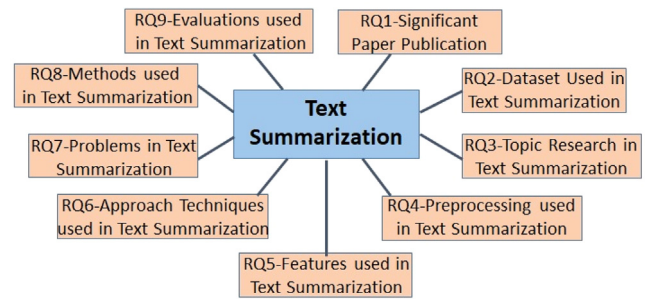 RQ9-Evaluations used
in Text Summarization
RQ1-Significant
Paper Publication
RQ8-Methods used
in Text Summarization
RQ2-Dataset Used in
Text Summarization
Text
Summarization
RQ7-Problems in Text
Summarization
RQ3-Topic Research in
Text Summarization
RQ6-Approach Techniques
used in Text Summarization
RQ4-Preprocessing used
in Text Summarization
RQ5-Features used in
Text Summarization